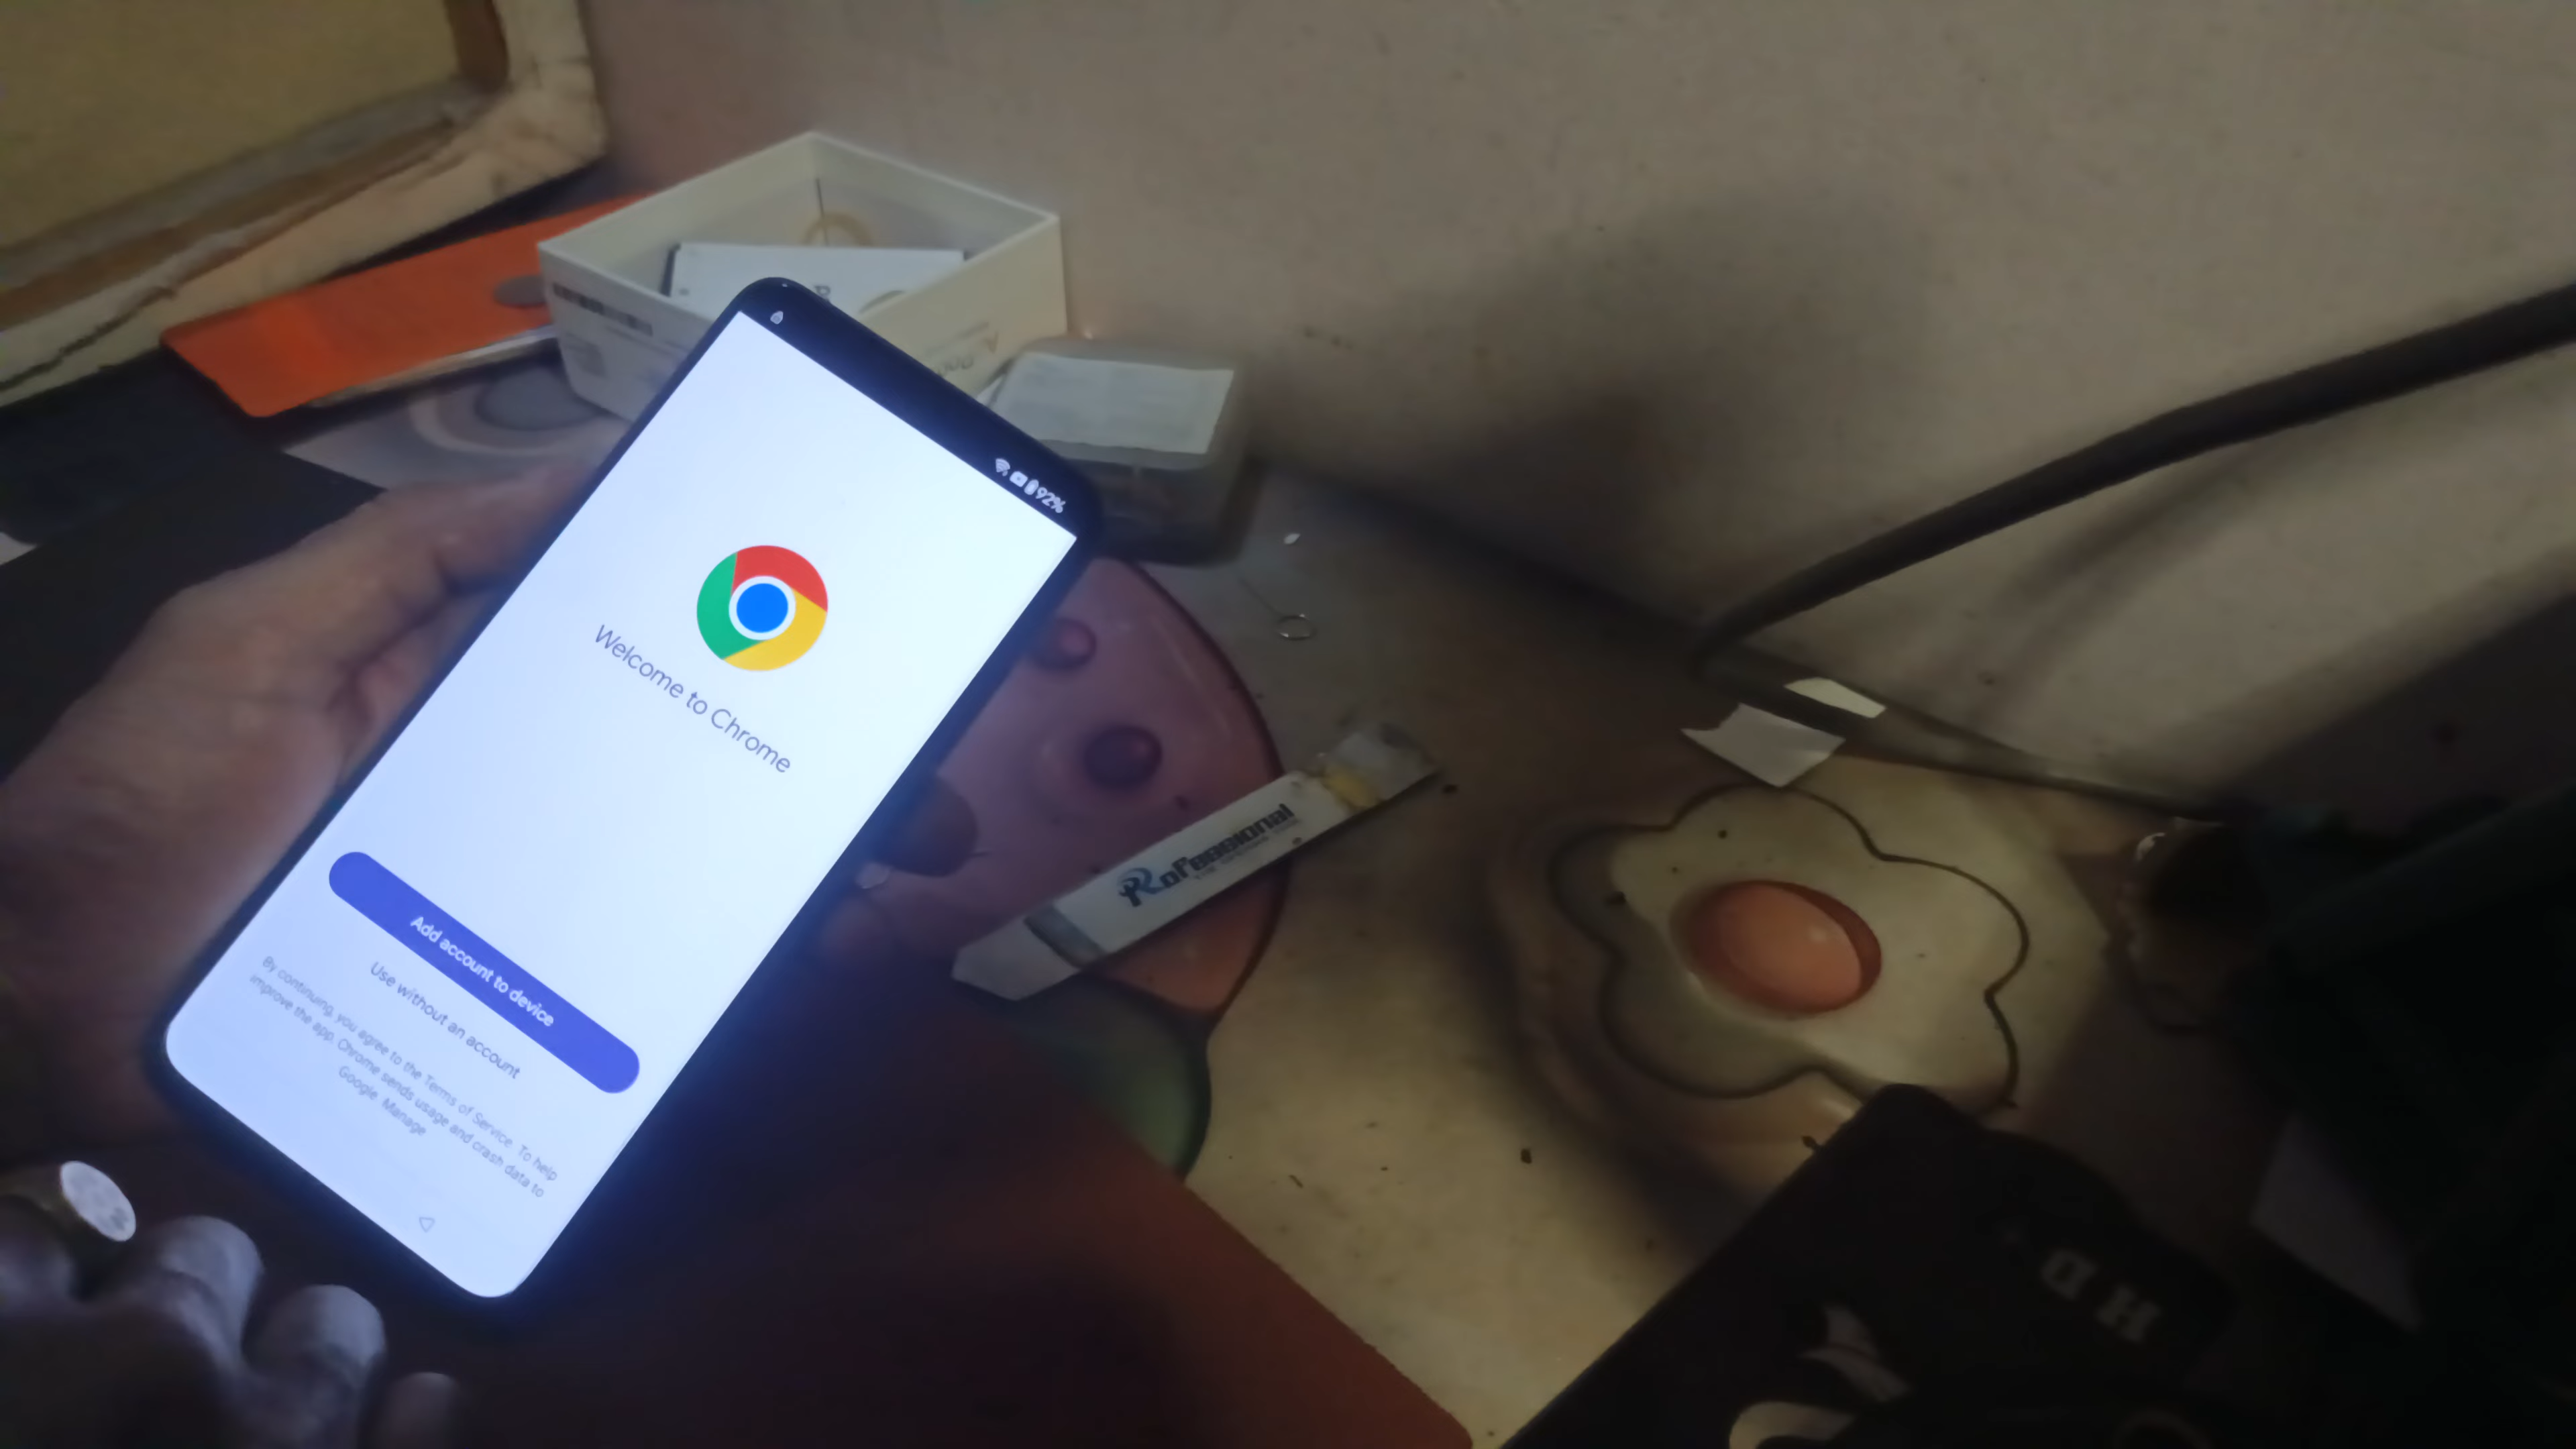 92%
Welcome to Chrome
Add account to device
Use without an account
By continuing, you agree to the Terms of Service. To help
improve the app, Chrome sends usage and crash data to
Google. Manage
Professional
H D